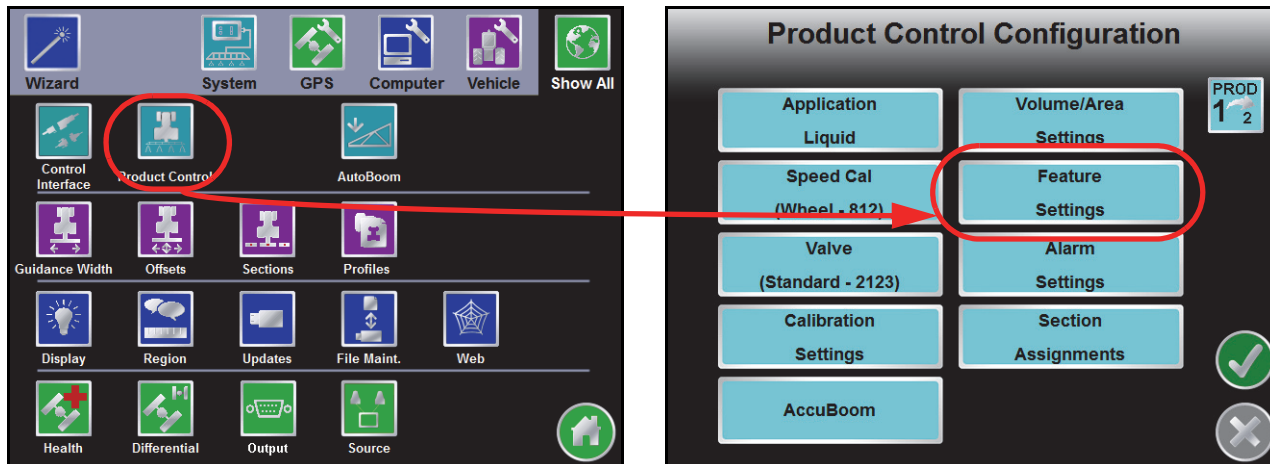 Wizard
System
GPS
Computer
Vehicle
Show All
Control
Interface
Product Control
AutoBoom
Guidance Width
Offsets
Sections
Profiles
Display
Region
Updates
File Maint.
Web
Health
Differential
Output
Source
Product Control Configuration
Application
Liquid
Volume/Area
Settings
PROD
1 2
Speed Cal
(Wheel - 812)
Feature
Settings
Valve
(Standard - 2123)
Alarm
Settings
Calibration
Settings
Section
Assignments
AccuBoom